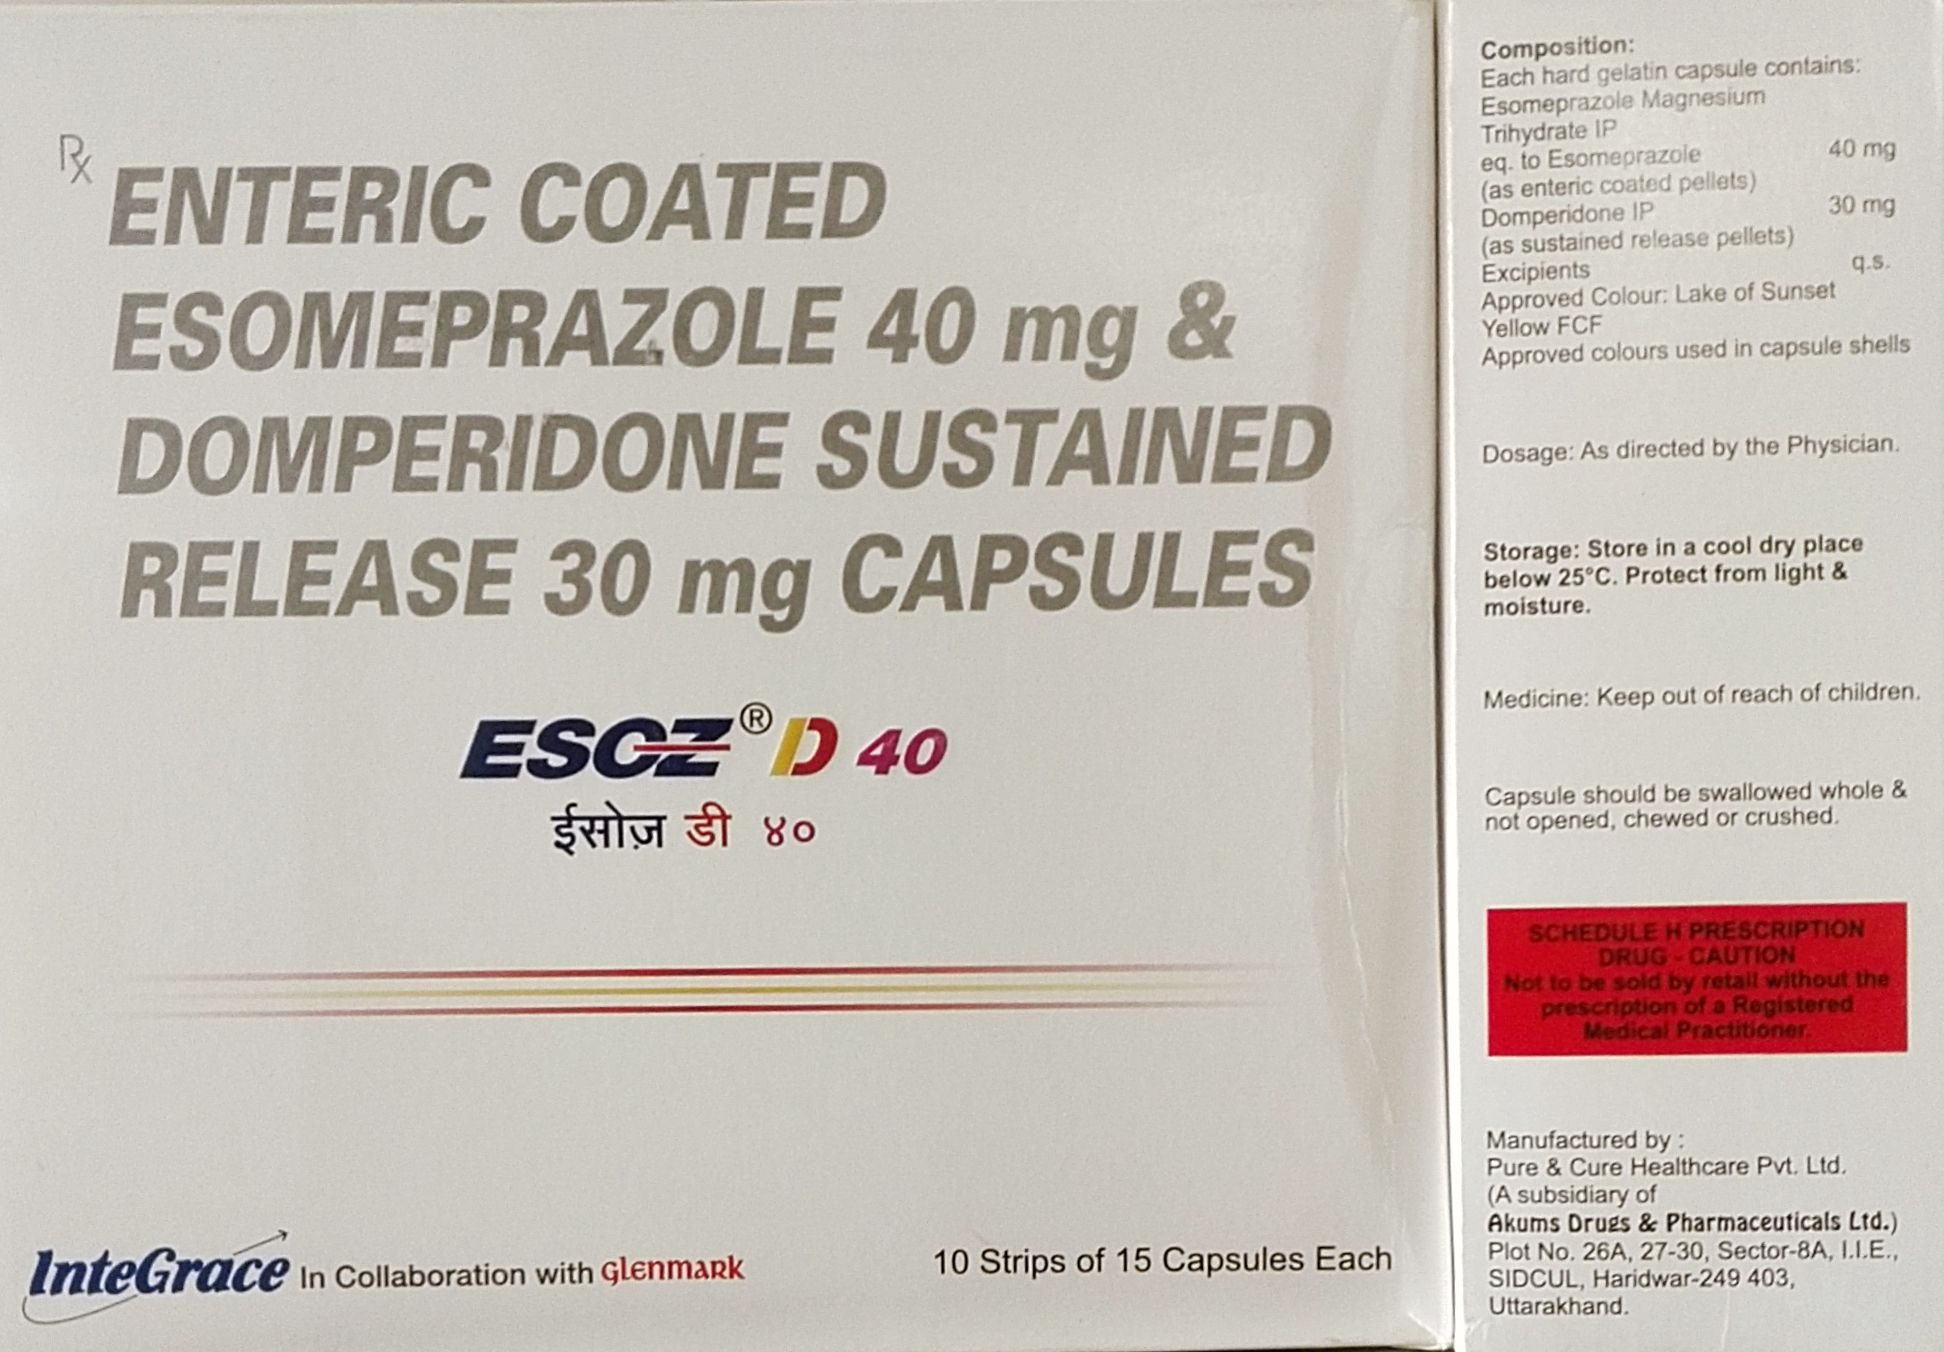 Rx
ENTERIC COATED
ESOMEPRAZOLE 40 mg &
DOMPERIDONE SUSTAINED
RELEASE 30 mg CAPSULES
ESOZ® D 40
ईसोज़ डी ४०
InteGrace In Collaboration with Glenmark
10 Strips of 15 Capsules Each
Composition:
Each hard gelatin capsule contains:
Esomeprazole Magnesium
Trihydrate IP
eq. to Esomeprazole 40 mg
(as enteric coated pellets)
Domperidone IP 30 mg
(as sustained release pellets)
Excipients q.s.
Approved Colour: Lake of Sunset
Yellow FCF
Approved colours used in capsule shells
Dosage: As directed by the Physician.
Storage: Store in a cool dry place
below 25°C. Protect from light &
moisture.
Medicine: Keep out of reach of children.
Capsule should be swallowed whole &
not opened, chewed or crushed.
SCHEDULE H PRESCRIPTION
DRUG - CAUTION
Not to be sold by retail without the
prescription of a Registered
Medical Practitioner.
Manufactured by :
Pure & Cure Healthcare Pvt. Ltd.
(A subsidiary of
Akums Drugs & Pharmaceuticals Ltd.)
Plot No. 26A, 27-30, Sector-8A, I.I.E.,
SIDCUL, Haridwar-249 403,
Uttarakhand.